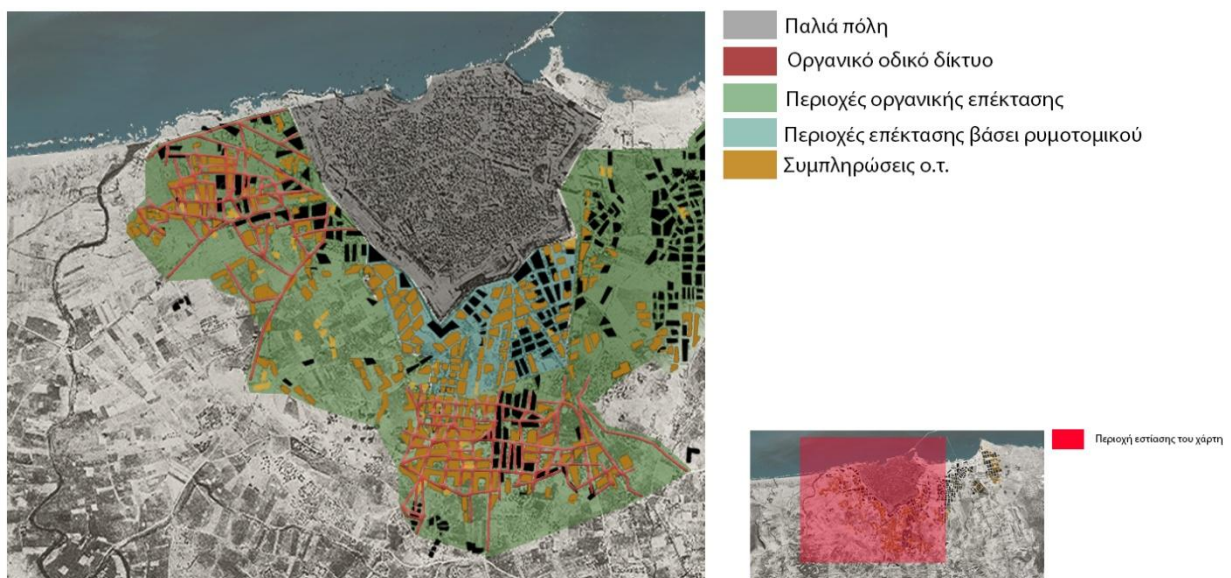 Παλιά πόλη
Οργανικό οδικό δίκτυο
Περιοχές οργανικής επέκτασης
Περιοχές επέκτασης βάσει ρυμοτομικού
Συμπληρώσεις ο.τ.
Περιοχή εστίασης του χάρτη